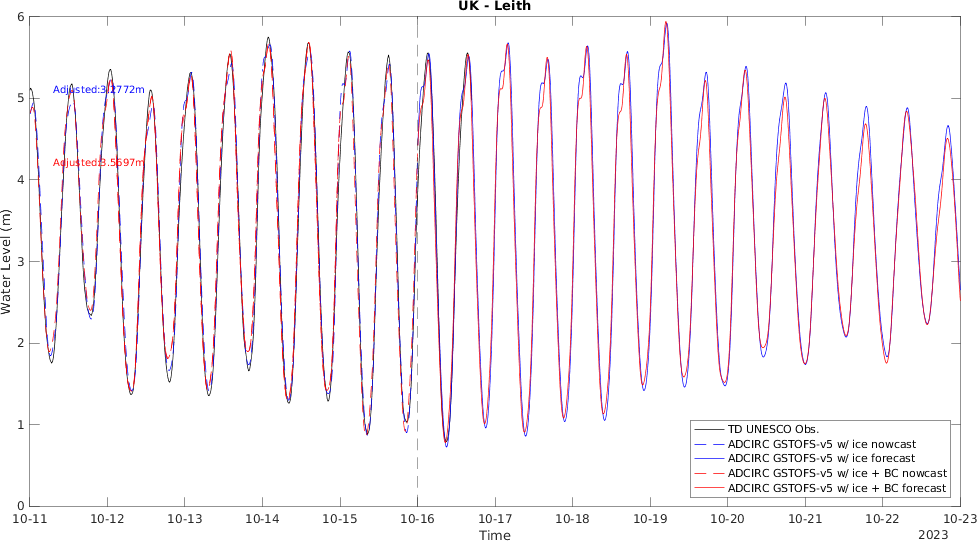 UK - Leith
6
5
4
3
2
1
0
Water Level (m)
Adjusted:3.2772m
Adjusted:3.5597m
TD UNESCO Obs.
ADCIRC GSTOFS-v5 w/ ice nowcast
ADCIRC GSTOFS-v5 w/ ice forecast
ADCIRC GSTOFS-v5 w/ ice + BC nowcast
ADCIRC GSTOFS-v5 w/ ice + BC forecast
10-11 10-12 10-13 10-14 10-15 10-16 10-17 10-18 10-19 10-20 10-21 10-22 10-23
Time
2023